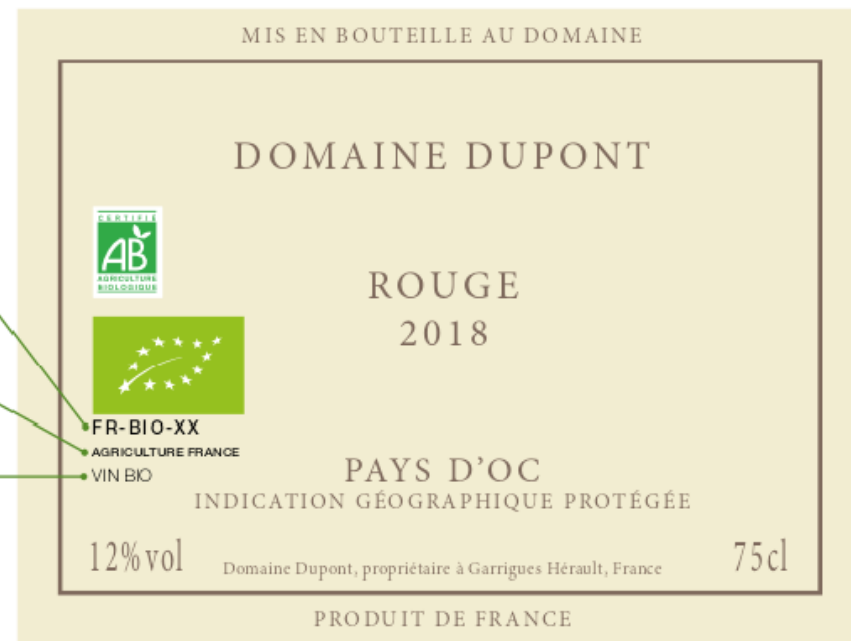 MIS EN BOUTEILLE AU DOMAINE
DOMAINE DUPONT
CERTIFIÉ
AB
AGRICULTURE
BIOLOGIQUE
ROUGE
2018
FR-BIO-XX
AGRICULTURE FRANCE
VIN BIO
PAYS D’OC
INDICATION GÉOGRAPHIQUE PROTÉGÉE
12% vol
Domaine Dupont, propriétaire à Garrigues Hérault, France
75cl
PRODUIT DE FRANCE